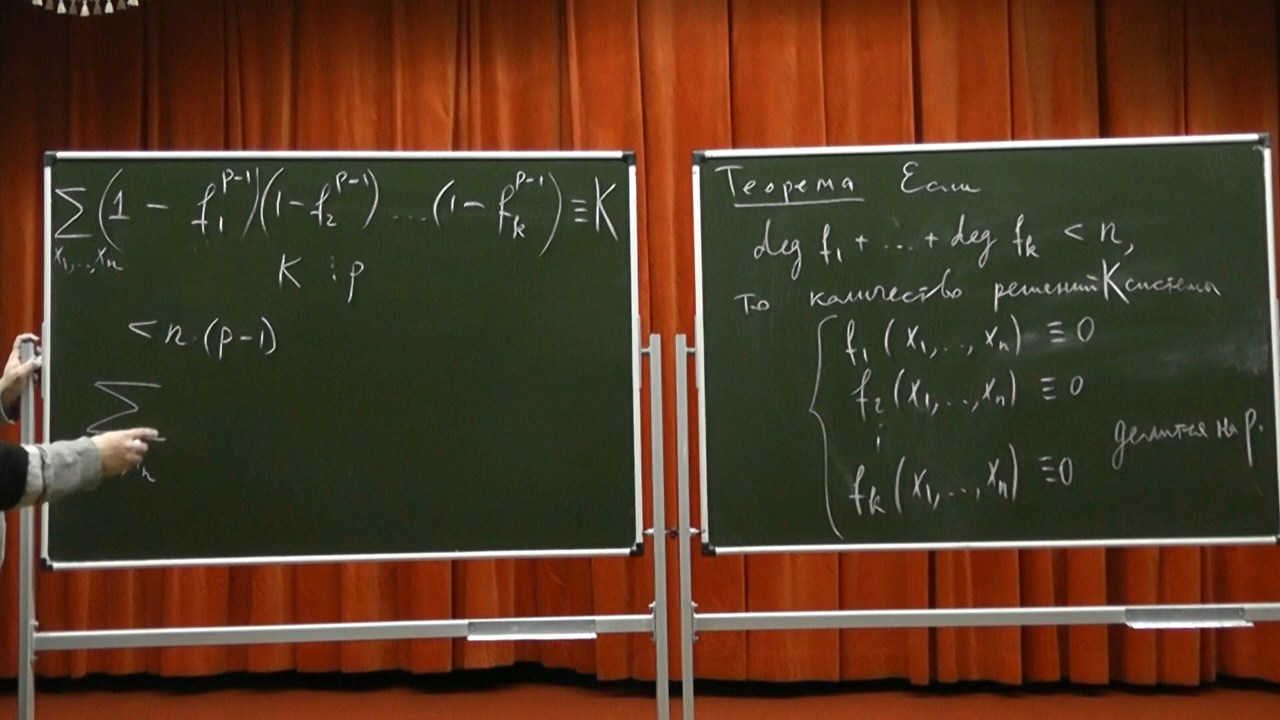 ∑(1 - f₁^{p-1})(1 - f₂^{p-1}) .... (1 - f_k^{p-1}) ≡ K
x₁,..,xₙ
K ⋮ p
< n·(p-1)
∑
n
Теорема Если
deg f₁ + ... + deg f_k < n,
то количество решений K системы
f₁(x₁,..,xₙ) ≡ 0
f₂(x₁,..,xₙ) ≡ 0
⋮
делится на p.
f_k(x₁,..,xₙ) ≡ 0